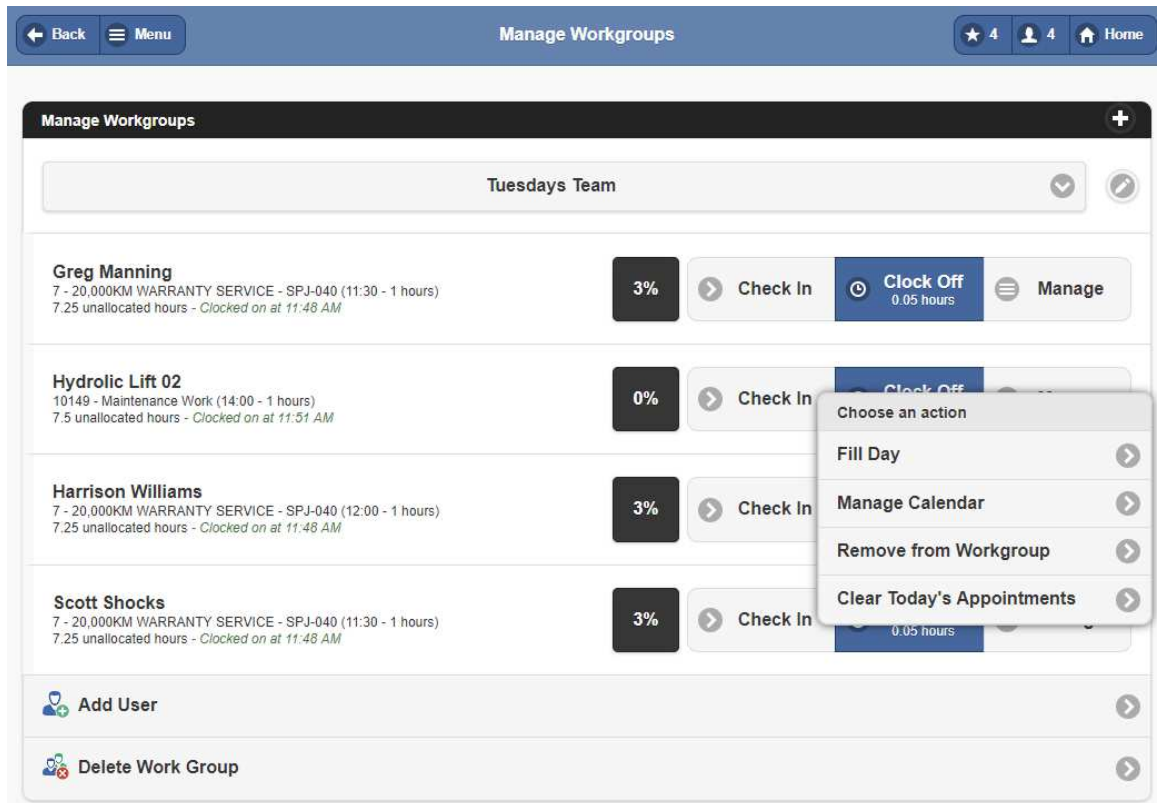 Back Menu Manage Workgroups 4 4 Home
Manage Workgroups
Tuesdays Team
Greg Manning
7 - 20,000KM WARRANTY SERVICE - SPJ-040 (11:30 - 1 hours)
7.25 unallocated hours - Clocked on at 11:48 AM
3% Check In Clock Off
0.05 hours
Manage
Hydrolic Lift 02
10149 - Maintenance Work (14:00 - 1 hours)
7.5 unallocated hours - Clocked on at 11:51 AM
0% Check In Clock Off
Harrison Williams
7 - 20,000KM WARRANTY SERVICE - SPJ-040 (12:00 - 1 hours)
7.25 unallocated hours - Clocked on at 11:48 AM
3% Check In
Scott Shocks
7 - 20,000KM WARRANTY SERVICE - SPJ-040 (11:30 - 1 hours)
7.25 unallocated hours - Clocked on at 11:48 AM
3% Check In
0.05 hours
Choose an action
Fill Day
Manage Calendar
Remove from Workgroup
Clear Today's Appointments
Add User
Delete Work Group